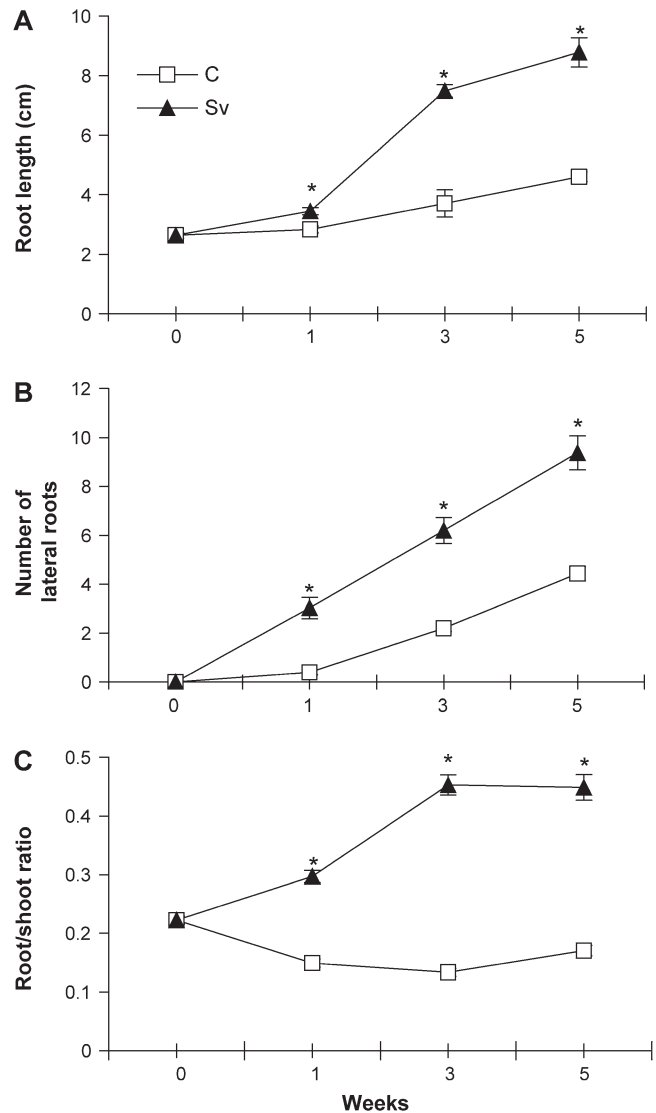 A
10
8
6
4
2
0
Root length (cm)
C
Sv
*
*
*
0 1 3 5
B
12
10
8
6
4
2
0
Number of
lateral roots
*
*
*
0 1 3 5
C
0.5
0.4
0.3
0.2
0.1
0
Root/shoot ratio
*
*
*
0 1 3 5
Weeks